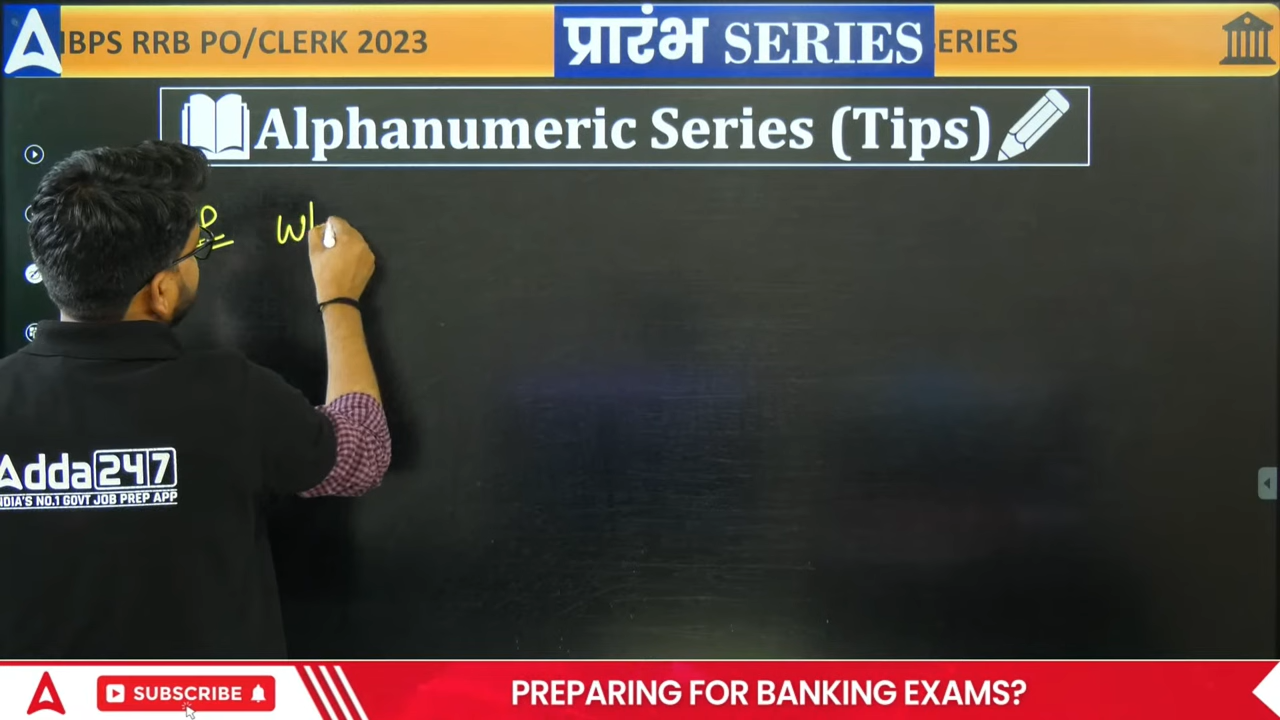 IBPS RRB PO/CLERK 2023 प्रारंभ SERIES ERIES
Alphanumeric Series (Tips)
Adda247
INDIA'S NO.1 GOVT JOB PREP APP
SUBSCRIBE
PREPARING FOR BANKING EXAMS?